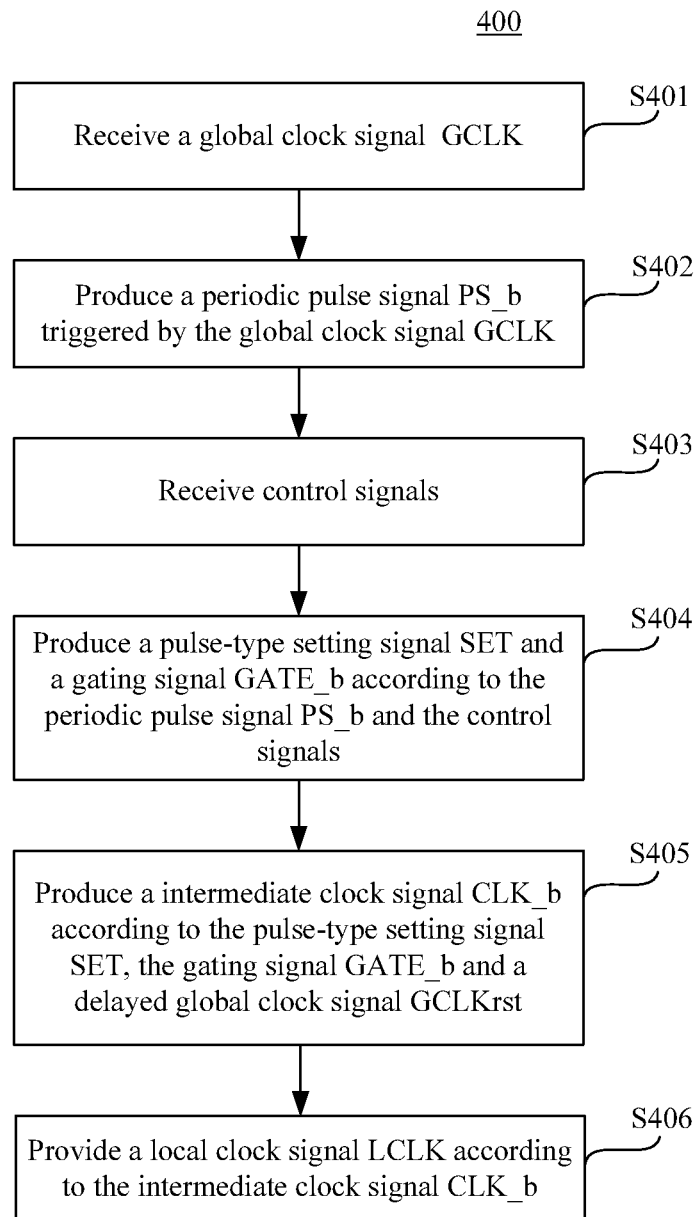 400
S401
Receive a global clock signal GCLK
S402
Produce a periodic pulse signal PS_b
triggered by the global clock signal GCLK
S403
Receive control signals
S404
Produce a pulse-type setting signal SET and
a gating signal GATE_b according to the
periodic pulse signal PS_b and the control
signals
S405
Produce a intermediate clock signal CLK_b
according to the pulse-type setting signal
SET, the gating signal GATE_b and a
delayed global clock signal GCLKrst
S406
Provide a local clock signal LCLK according
to the intermediate clock signal CLK_b